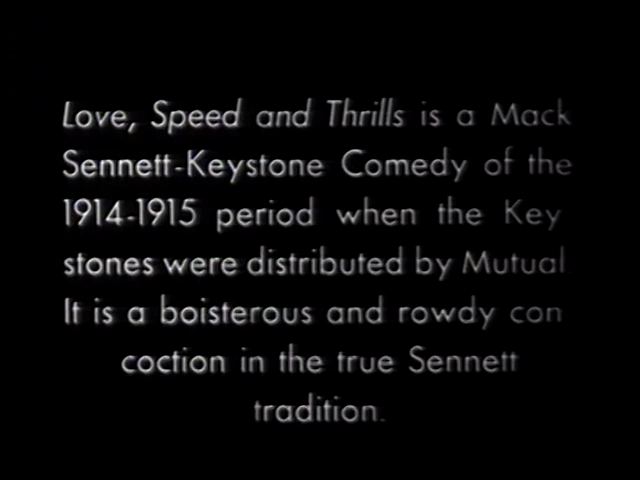 Love, Speed and Thrills is a Mack
Sennett-Keystone Comedy of the
1914-1915 period when the Key
stones were distributed by Mutual
It is a boisterous and rowdy con
coction in the true Sennett
tradition.